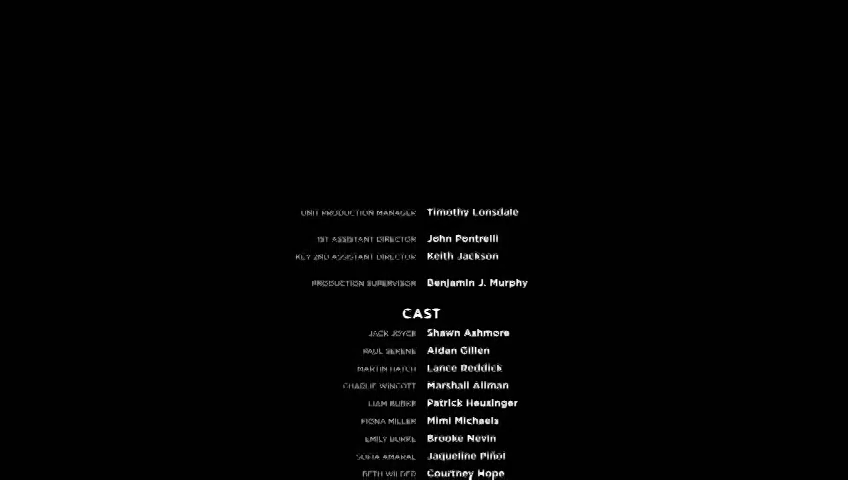 UNIT PRODUCTION MANAGER Timothy Lonsdale
1ST ASSISTANT DIRECTOR John Pontrelli
KEY 2ND ASSISTANT DIRECTOR Keith Jackson
PRODUCTION SUPERVISOR Benjamin J. Murphy
CAST
JACK JOYCE Shawn Ashmore
PAUL SERENE Aidan Gillen
MARTIN HATCH Lance Reddick
CHARLIE WINCOTT Marshall Allman
LIAM BURKE Patrick Heusinger
FIONA MILLER Mimi Michaels
EMILY BURKE Brooke Nevin
SOFIA AMARAL Jaqueline Piñol
BETH WILDER Courtney Hope